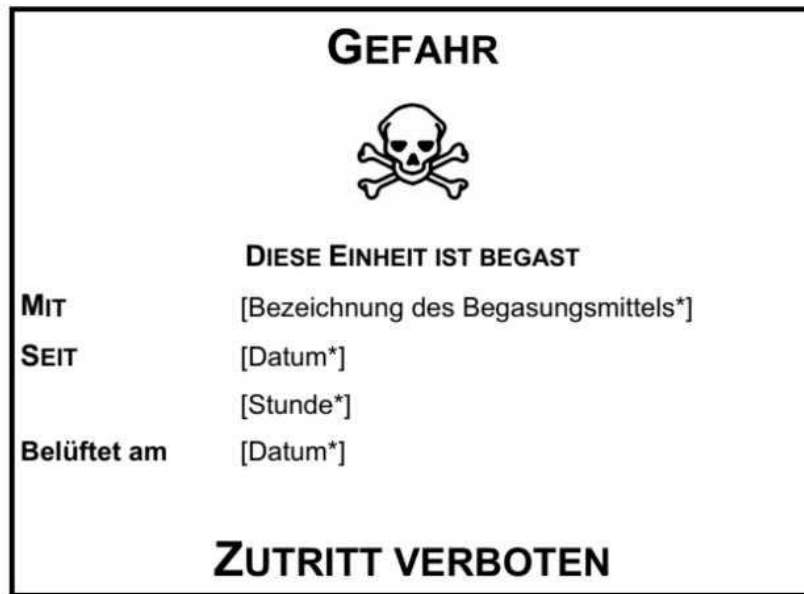 GEFAHR
DIESE EINHEIT IST BEGAST
MIT [Bezeichnung des Begasungsmittels*]
SEIT [Datum*]
[Stunde*]
Belüftet am [Datum*]
ZUTRITT VERBOTEN